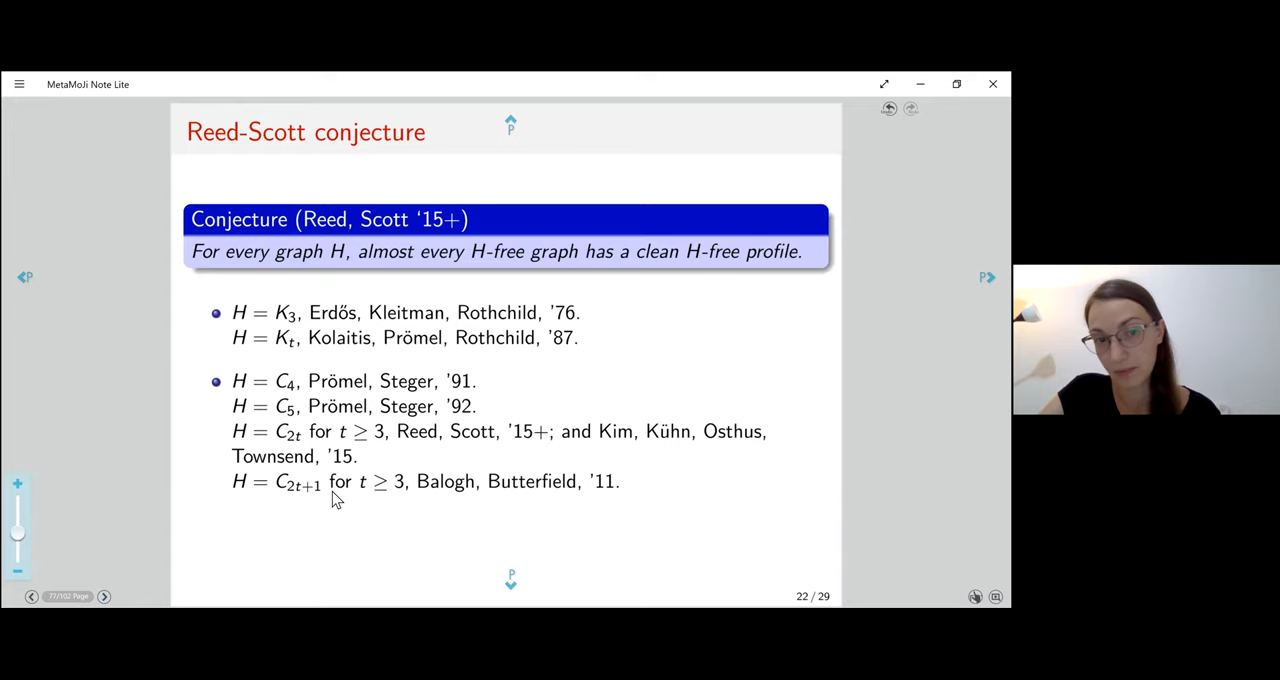 MetaMoJi Note Lite
Reed-Scott conjecture
P
Conjecture (Reed, Scott ‘15+)
For every graph H, almost every H-free graph has a clean H-free profile.
P
P
H = K₃, Erdős, Kleitman, Rothchild, '76.
H = Kₜ, Kolaitis, Prömel, Rothchild, '87.
H = C₄, Prömel, Steger, '91.
H = C₅, Prömel, Steger, '92.
H = C₂ₜ for t ≥ 3, Reed, Scott, '15+; and Kim, Kühn, Osthus,
Townsend, '15.
H = C₂ₜ₊₁ for t ≥ 3, Balogh, Butterfield, '11.
P
77/102 Page
22 / 29